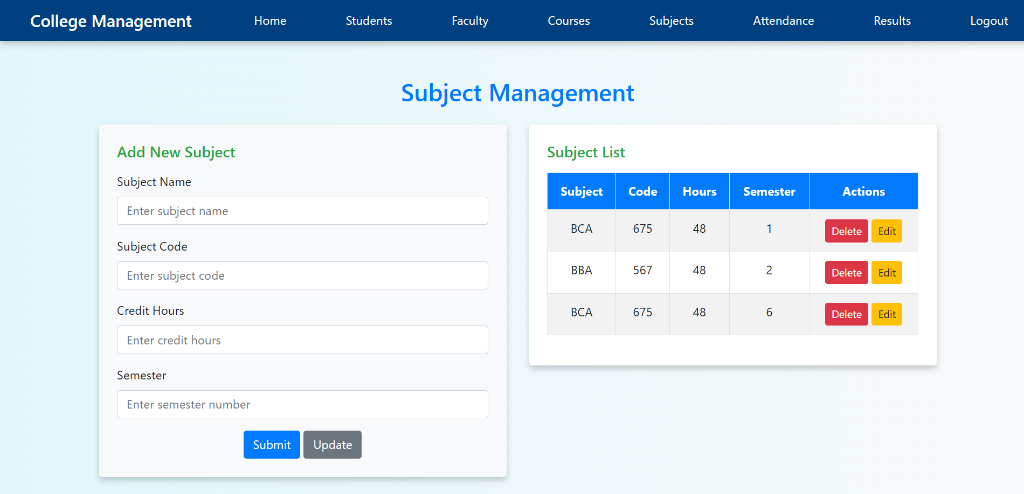 College Management Home Students Faculty Courses Subjects Attendance Results Logout
Subject Management
Add New Subject
Subject Name
Enter subject name
Subject Code
Enter subject code
Credit Hours
Enter credit hours
Semester
Enter semester number
Submit Update
Subject List
Subject Code Hours Semester Actions
BCA 675 48 1 Delete Edit
BBA 567 48 2 Delete Edit
BCA 675 48 6 Delete Edit